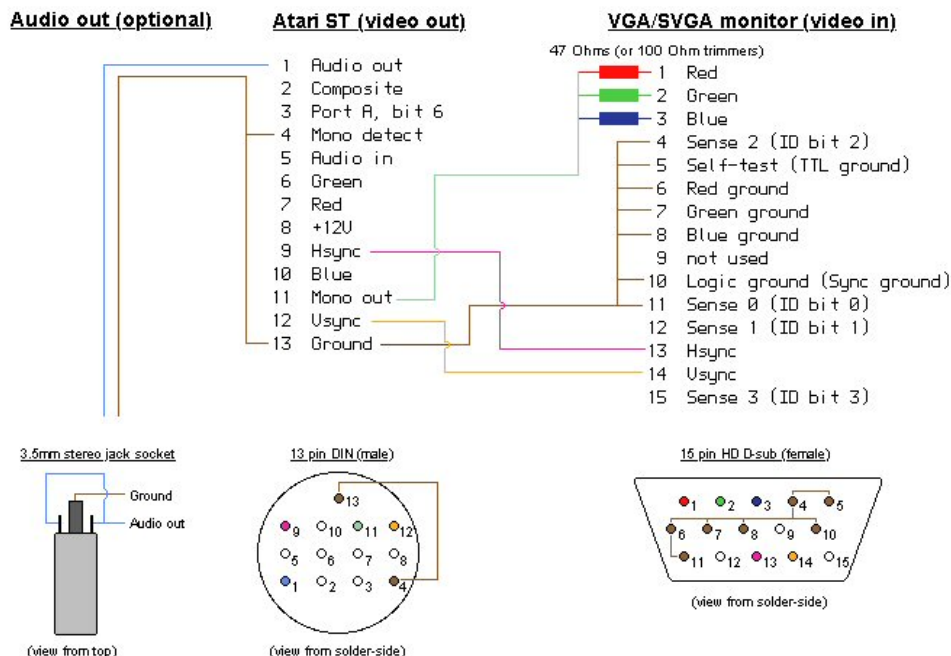 Audio out (optional)
Atari ST (video out)
VGA/SVGA monitor (video in)
47 Ohms (or 100 Ohm trimmers)
1 Audio out
2 Composite
3 Port A, bit 6
4 Mono detect
5 Audio in
6 Green
7 Red
8 +12V
9 Hsync
10 Blue
11 Mono out
12 Vsync
13 Ground
1 Red
2 Green
3 Blue
4 Sense 2 (ID bit 2)
5 Self-test (TTL ground)
6 Red ground
7 Green ground
8 Blue ground
9 not used
10 Logic ground (Sync ground)
11 Sense 0 (ID bit 0)
12 Sense 1 (ID bit 1)
13 Hsync
14 Vsync
15 Sense 3 (ID bit 3)
3.5mm stereo jack socket
Ground
Audio out
(view from top)
13 pin DIN (male)
13
9 10 11 12
5 6 7 8
1 2 3 4
(view from solder-side)
15 pin HD D-sub (female)
1 2 3 4 5
6 7 8 9 10
11 12 13 14 15
(view from solder-side)